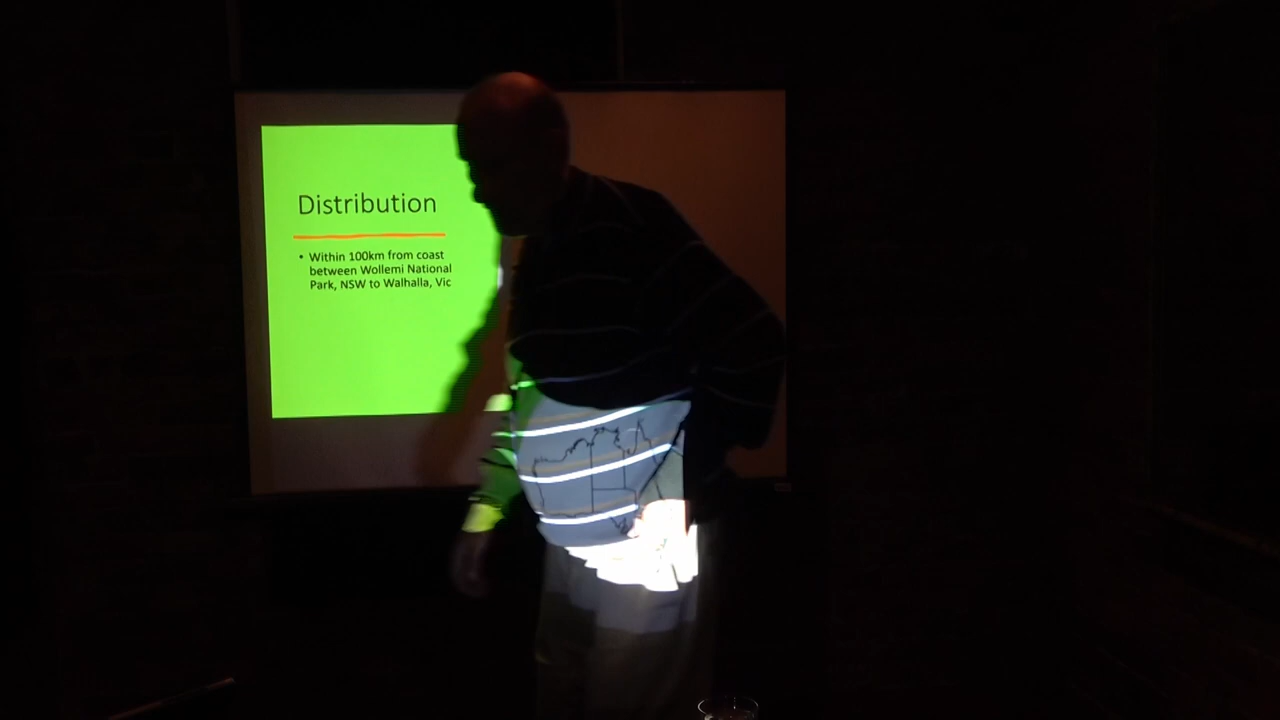 Distribution
• Within 100km from coast
between Wollemi National
Park, NSW to Walhalla, Vic